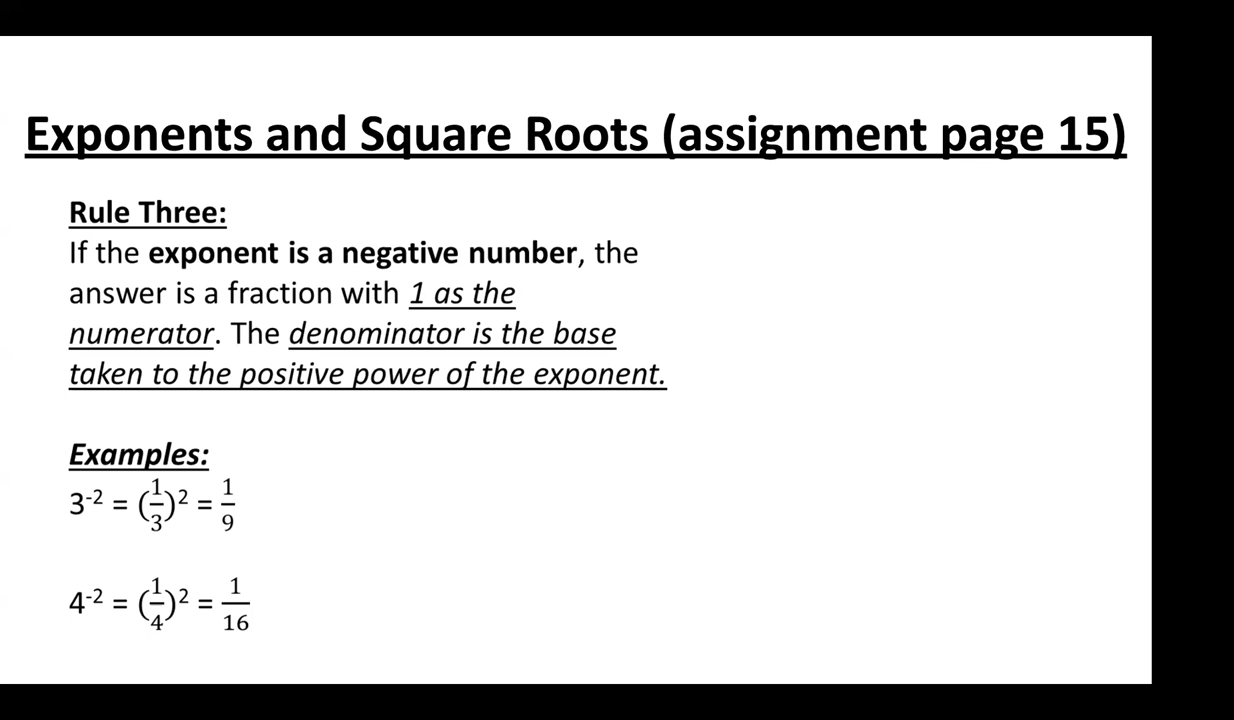 Exponents and Square Roots (assignment page 15)
Rule Three:
If the exponent is a negative number, the
answer is a fraction with 1 as the
numerator. The denominator is the base
taken to the positive power of the exponent.
Examples:
3⁻² = (1/3)² = 1/9
4⁻² = (1/4)² = 1/16